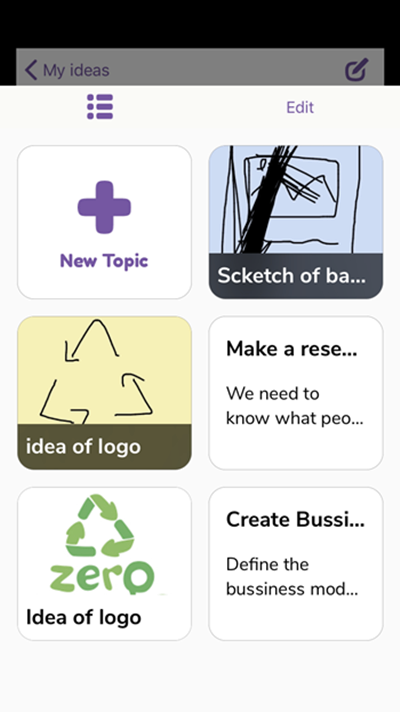 My ideas
Edit
New Topic
Scketch of ba...
idea of logo
Make a rese...
We need to
know what peo...
zero
Idea of logo
Create Bussi...
Define the
bussiness mod...